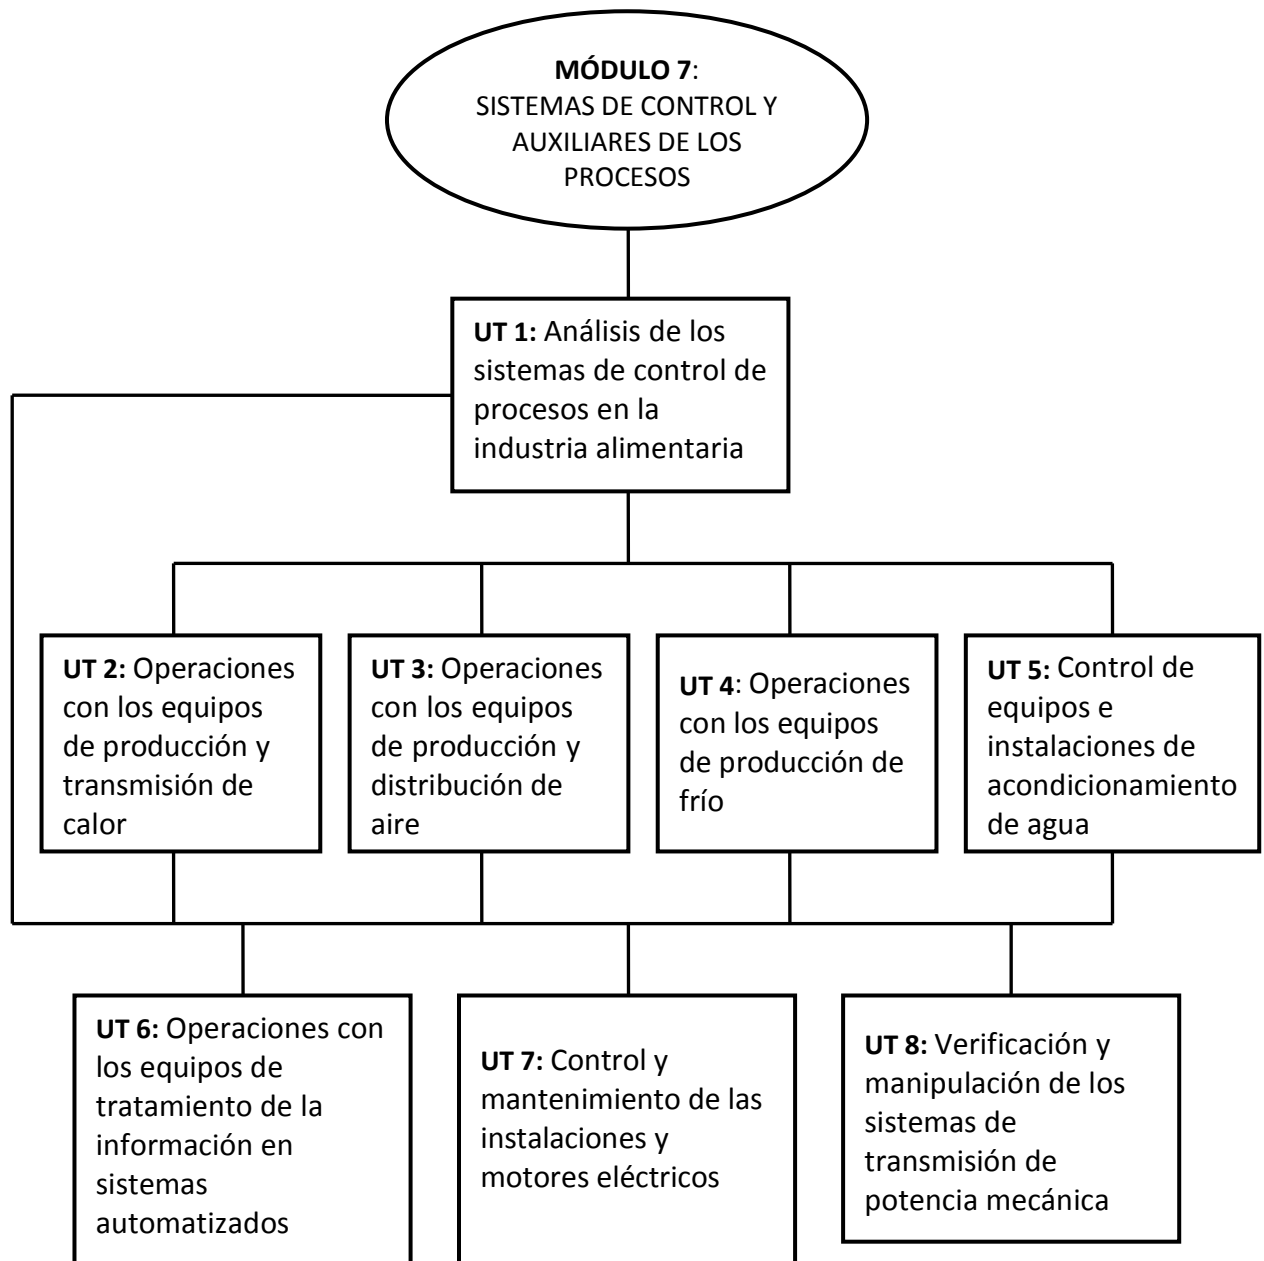 MÓDULO 7:
SISTEMAS DE CONTROL Y
AUXILIARES DE LOS
PROCESOS
UT 1: Análisis de los
sistemas de control de
procesos en la
industria alimentaria
UT 2: Operaciones
con los equipos
de producción y
transmisión de
calor
UT 3: Operaciones
con los equipos
de producción y
distribución de
aire
UT 4: Operaciones
con los equipos
de producción de
frío
UT 5: Control de
equipos e
instalaciones de
acondicionamiento
de agua
UT 6: Operaciones con
los equipos de
tratamiento de la
información en
sistemas
automatizados
UT 7: Control y
mantenimiento de las
instalaciones y
motores eléctricos
UT 8: Verificación y
manipulación de los
sistemas de
transmisión de
potencia mecánica